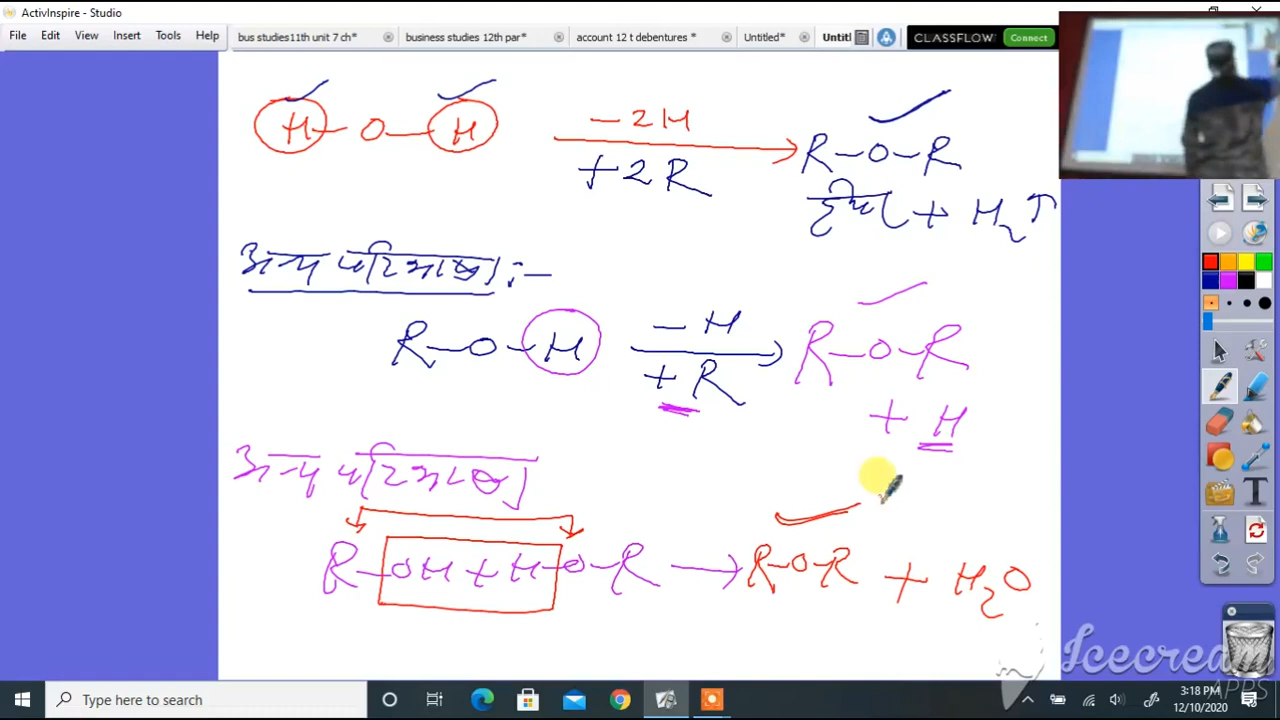 ActivInspire - Studio
File Edit View Insert Tools Help
bus studies11th unit 7 ch* business studies 12th par* account 12 t debentures * Untitled* Untitl CLASSFLOW Connect
H-O-H -2H +2R → R-O-R
ईथर + H2↑
अन्य परिभाषा :-
R-O-H -H +R → R-O-R
+ H
अन्य परिभाषा
R-OH + H-O-R → R-O-R + H2O
Icecream
APPS
Type here to search
3:18 PM
12/10/2020